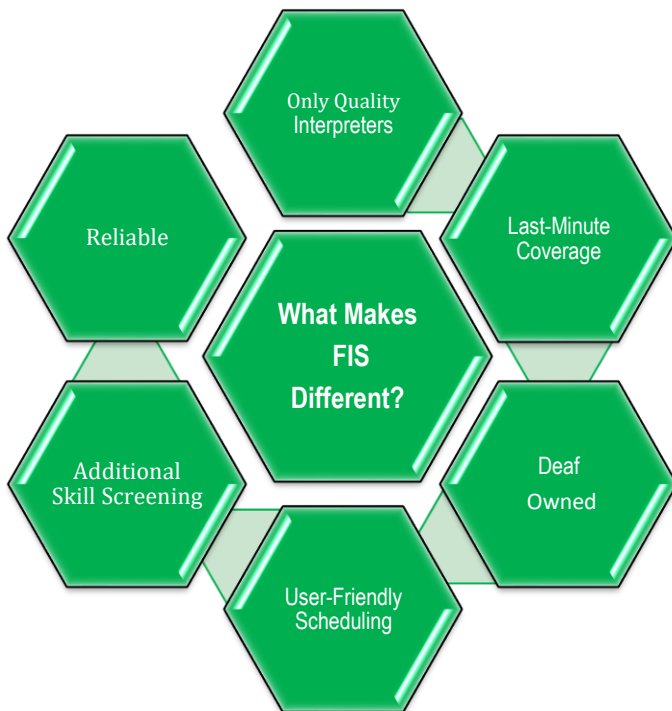 Only Quality
Interpreters
Last-Minute
Coverage
Reliable
What Makes
FIS
Different?
Additional
Skill Screening
Deaf
Owned
User-Friendly
Scheduling